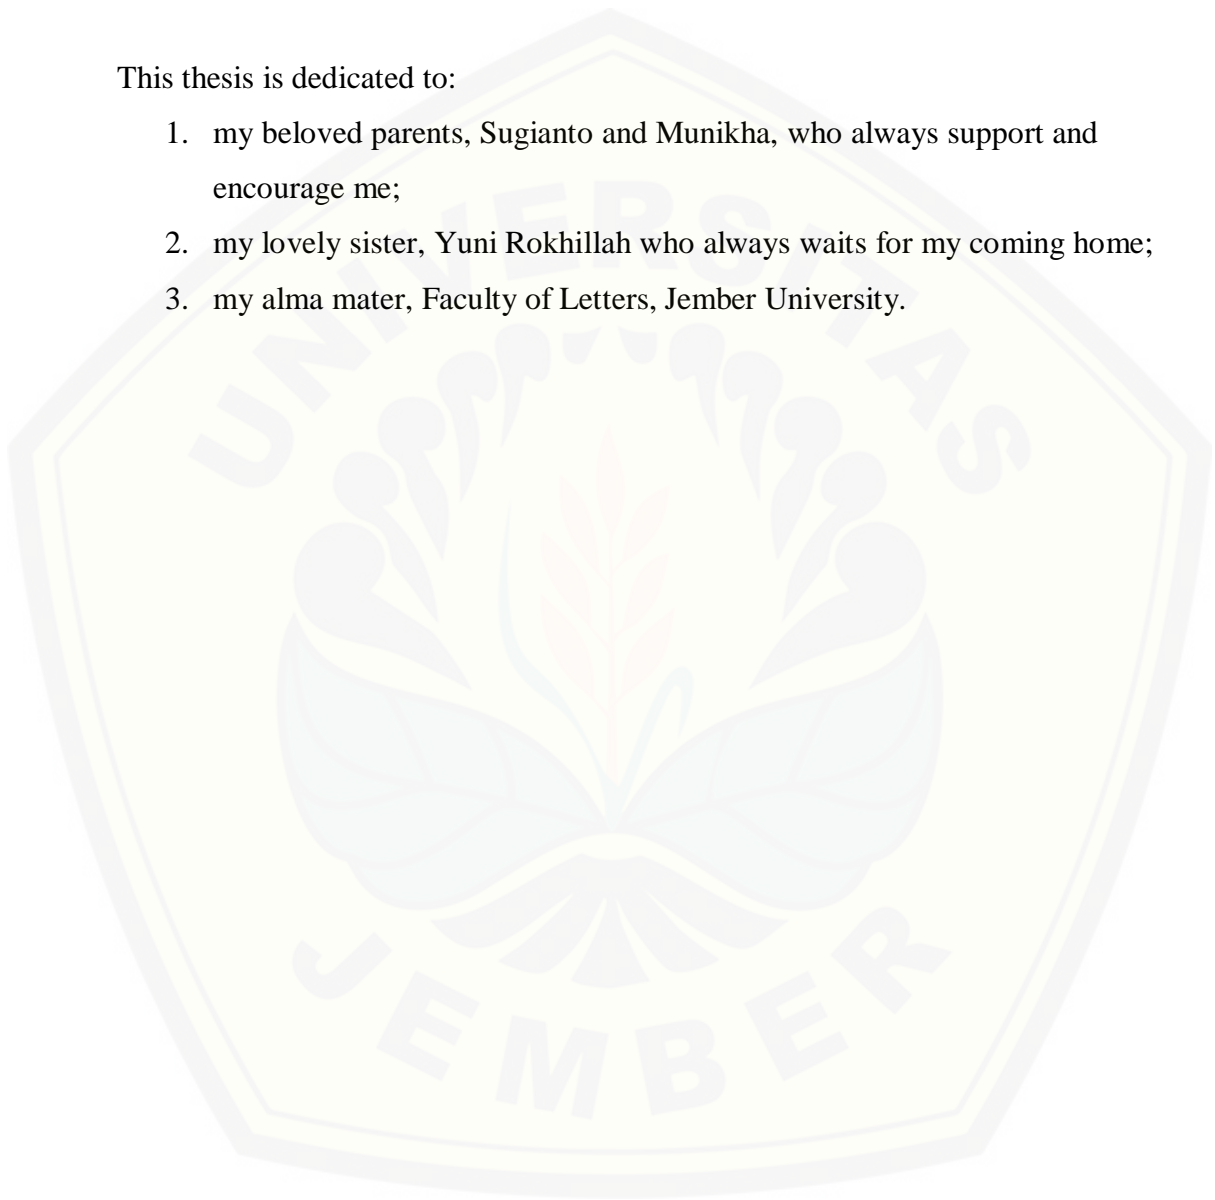 This thesis is dedicated to:
1. my beloved parents, Sugianto and Munikha, who always support and
encourage me;
2. my lovely sister, Yuni Rokhillah who always waits for my coming home;
3. my alma mater, Faculty of Letters, Jember University.
UNIVERSITAS
JEMBER